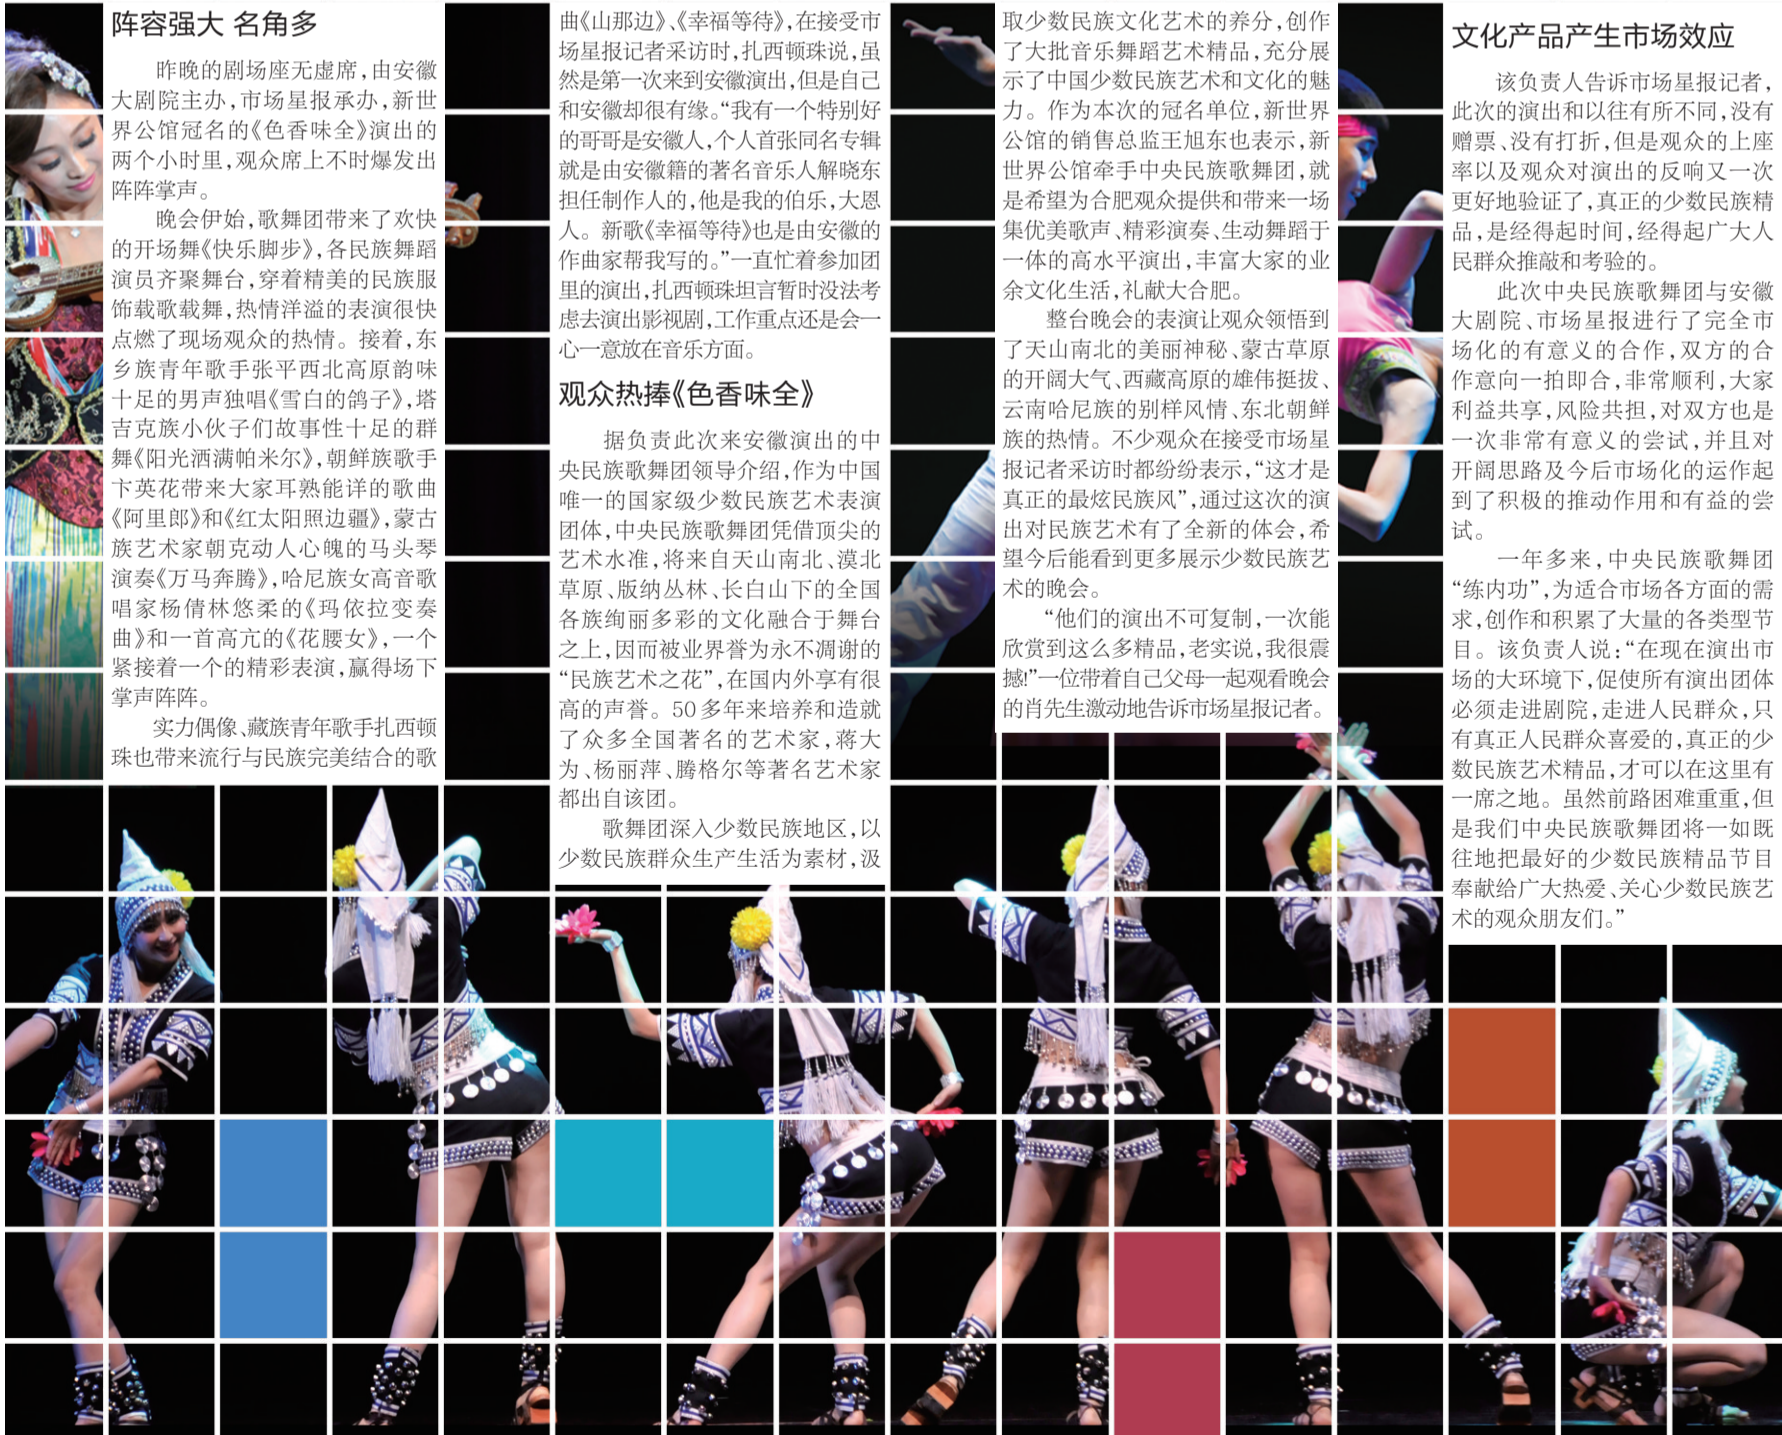 阵容强大 名角多
昨晚的剧场座无虚席，由安徽
大剧院主办，市场星报承办，新世
界公馆冠名的《色香味全》演出的
两个小时里，观众席上不时爆发出
阵阵掌声。
晚会伊始，歌舞团带来了欢快
的开场舞《快乐脚步》，各民族舞蹈
演员齐聚舞台，穿着精美的民族服
饰载歌载舞，热情洋溢的表演很快
点燃了现场观众的热情。接着，东
乡族青年歌手张平西北高原韵味
十足的男声独唱《雪白的鸽子》，塔
吉克族小伙子们故事性十足的群
舞《阳光洒满帕米尔》，朝鲜族歌手
卞英花带来大家耳熟能详的歌曲
《阿里郎》和《红太阳照边疆》，蒙古
族艺术家朝克动人心魄的马头琴
演奏《万马奔腾》，哈尼族女高音歌
唱家杨倩林悠柔的《玛依拉变奏
曲》和一首高亢的《花腰女》，一个
紧接着一个的精彩表演，赢得场下
掌声阵阵。
实力偶像、藏族青年歌手扎西顿
珠也带来流行与民族完美结合的歌
曲《山那边》、《幸福等待》，在接受市
场星报记者采访时，扎西顿珠说，虽
然是第一次来到安徽演出，但是自己
和安徽却很有缘。“我有一个特别好
的哥哥是安徽人，个人首张同名专辑
就是由安徽籍的著名音乐人解晓东
担任制作人的，他是我的伯乐，大恩
人。新歌《幸福等待》也是由安徽的
作曲家帮我写的。”一直忙着参加团
里的演出，扎西顿珠坦言暂时没法考
虑去演出影视剧，工作重点还是会一
心一意放在音乐方面。
观众热捧《色香味全》
据负责此次来安徽演出的中
央民族歌舞团领导介绍，作为中国
唯一的国家级少数民族艺术表演
团体，中央民族歌舞团凭借顶尖的
艺术水准，将来自天山南北、漠北
草原、版纳丛林、长白山下的全国
各族绚丽多彩的文化融合于舞台
之上，因而被业界誉为永不凋谢的
“民族艺术之花”，在国内外享有很
高的声誉。50多年来培养和造就
了众多全国著名的艺术家，蒋大
为、杨丽萍、腾格尔等著名艺术家
都出自该团。
歌舞团深入少数民族地区，以
少数民族群众生产生活为素材，汲
取少数民族文化艺术的养分，创作
了大批音乐舞蹈艺术精品，充分展
示了中国少数民族艺术和文化的魅
力。作为本次的冠名单位，新世界
公馆的销售总监王旭东也表示，新
世界公馆牵手中央民族歌舞团，就
是希望为合肥观众提供和带来一场
集优美歌声、精彩演奏、生动舞蹈于
一体的高水平演出，丰富大家的业
余文化生活，礼献大合肥。
整台晚会的表演让观众领悟到
了天山南北的美丽神秘、蒙古草原
的开阔大气、西藏高原的雄伟挺拔、
云南哈尼族的别样风情、东北朝鲜
族的热情。不少观众在接受市场星
报记者采访时都纷纷表示，“这才是
真正的最炫民族风”，通过这次的演
出对民族艺术有了全新的体会，希
望今后能看到更多展示少数民族艺
术的晚会。
“他们的演出不可复制，一次能
欣赏到这么多精品，老实说，我很震
撼！”一位带着自己父母一起观看晚会
的肖先生激动地告诉市场星报记者。
文化产品产生市场效应
该负责人告诉市场星报记者，
此次的演出和以往有所不同，没有
赠票、没有打折，但是观众的上座
率以及观众对演出的反响又一次
更好地验证了，真正的少数民族精
品，是经得起时间，经得起广大人
民群众推敲和考验的。
此次中央民族歌舞团与安徽
大剧院、市场星报进行了完全市
场化的有意义的合作，双方的合
作意向一拍即合，非常顺利，大家
利益共享，风险共担，对双方也是
一次非常有意义的尝试，并且对
开阔思路及今后市场化的运作起
到了积极的推动作用和有益的尝
试。
一年多来，中央民族歌舞团
“练内功”，为适合市场各方面的需
求，创作和积累了大量的各类型节
目。该负责人说：“在现在演出市
场的大环境下，促使所有演出团体
必须走进剧院，走进人民群众，只
有真正人民群众喜爱的，真正的少
数民族艺术精品，才可以在这里有
一席之地。虽然前路困难重重，但
是我们中央民族歌舞团将一如既
往地把最好的少数民族精品节目
奉献给广大热爱、关心少数民族艺
术的观众朋友们。”